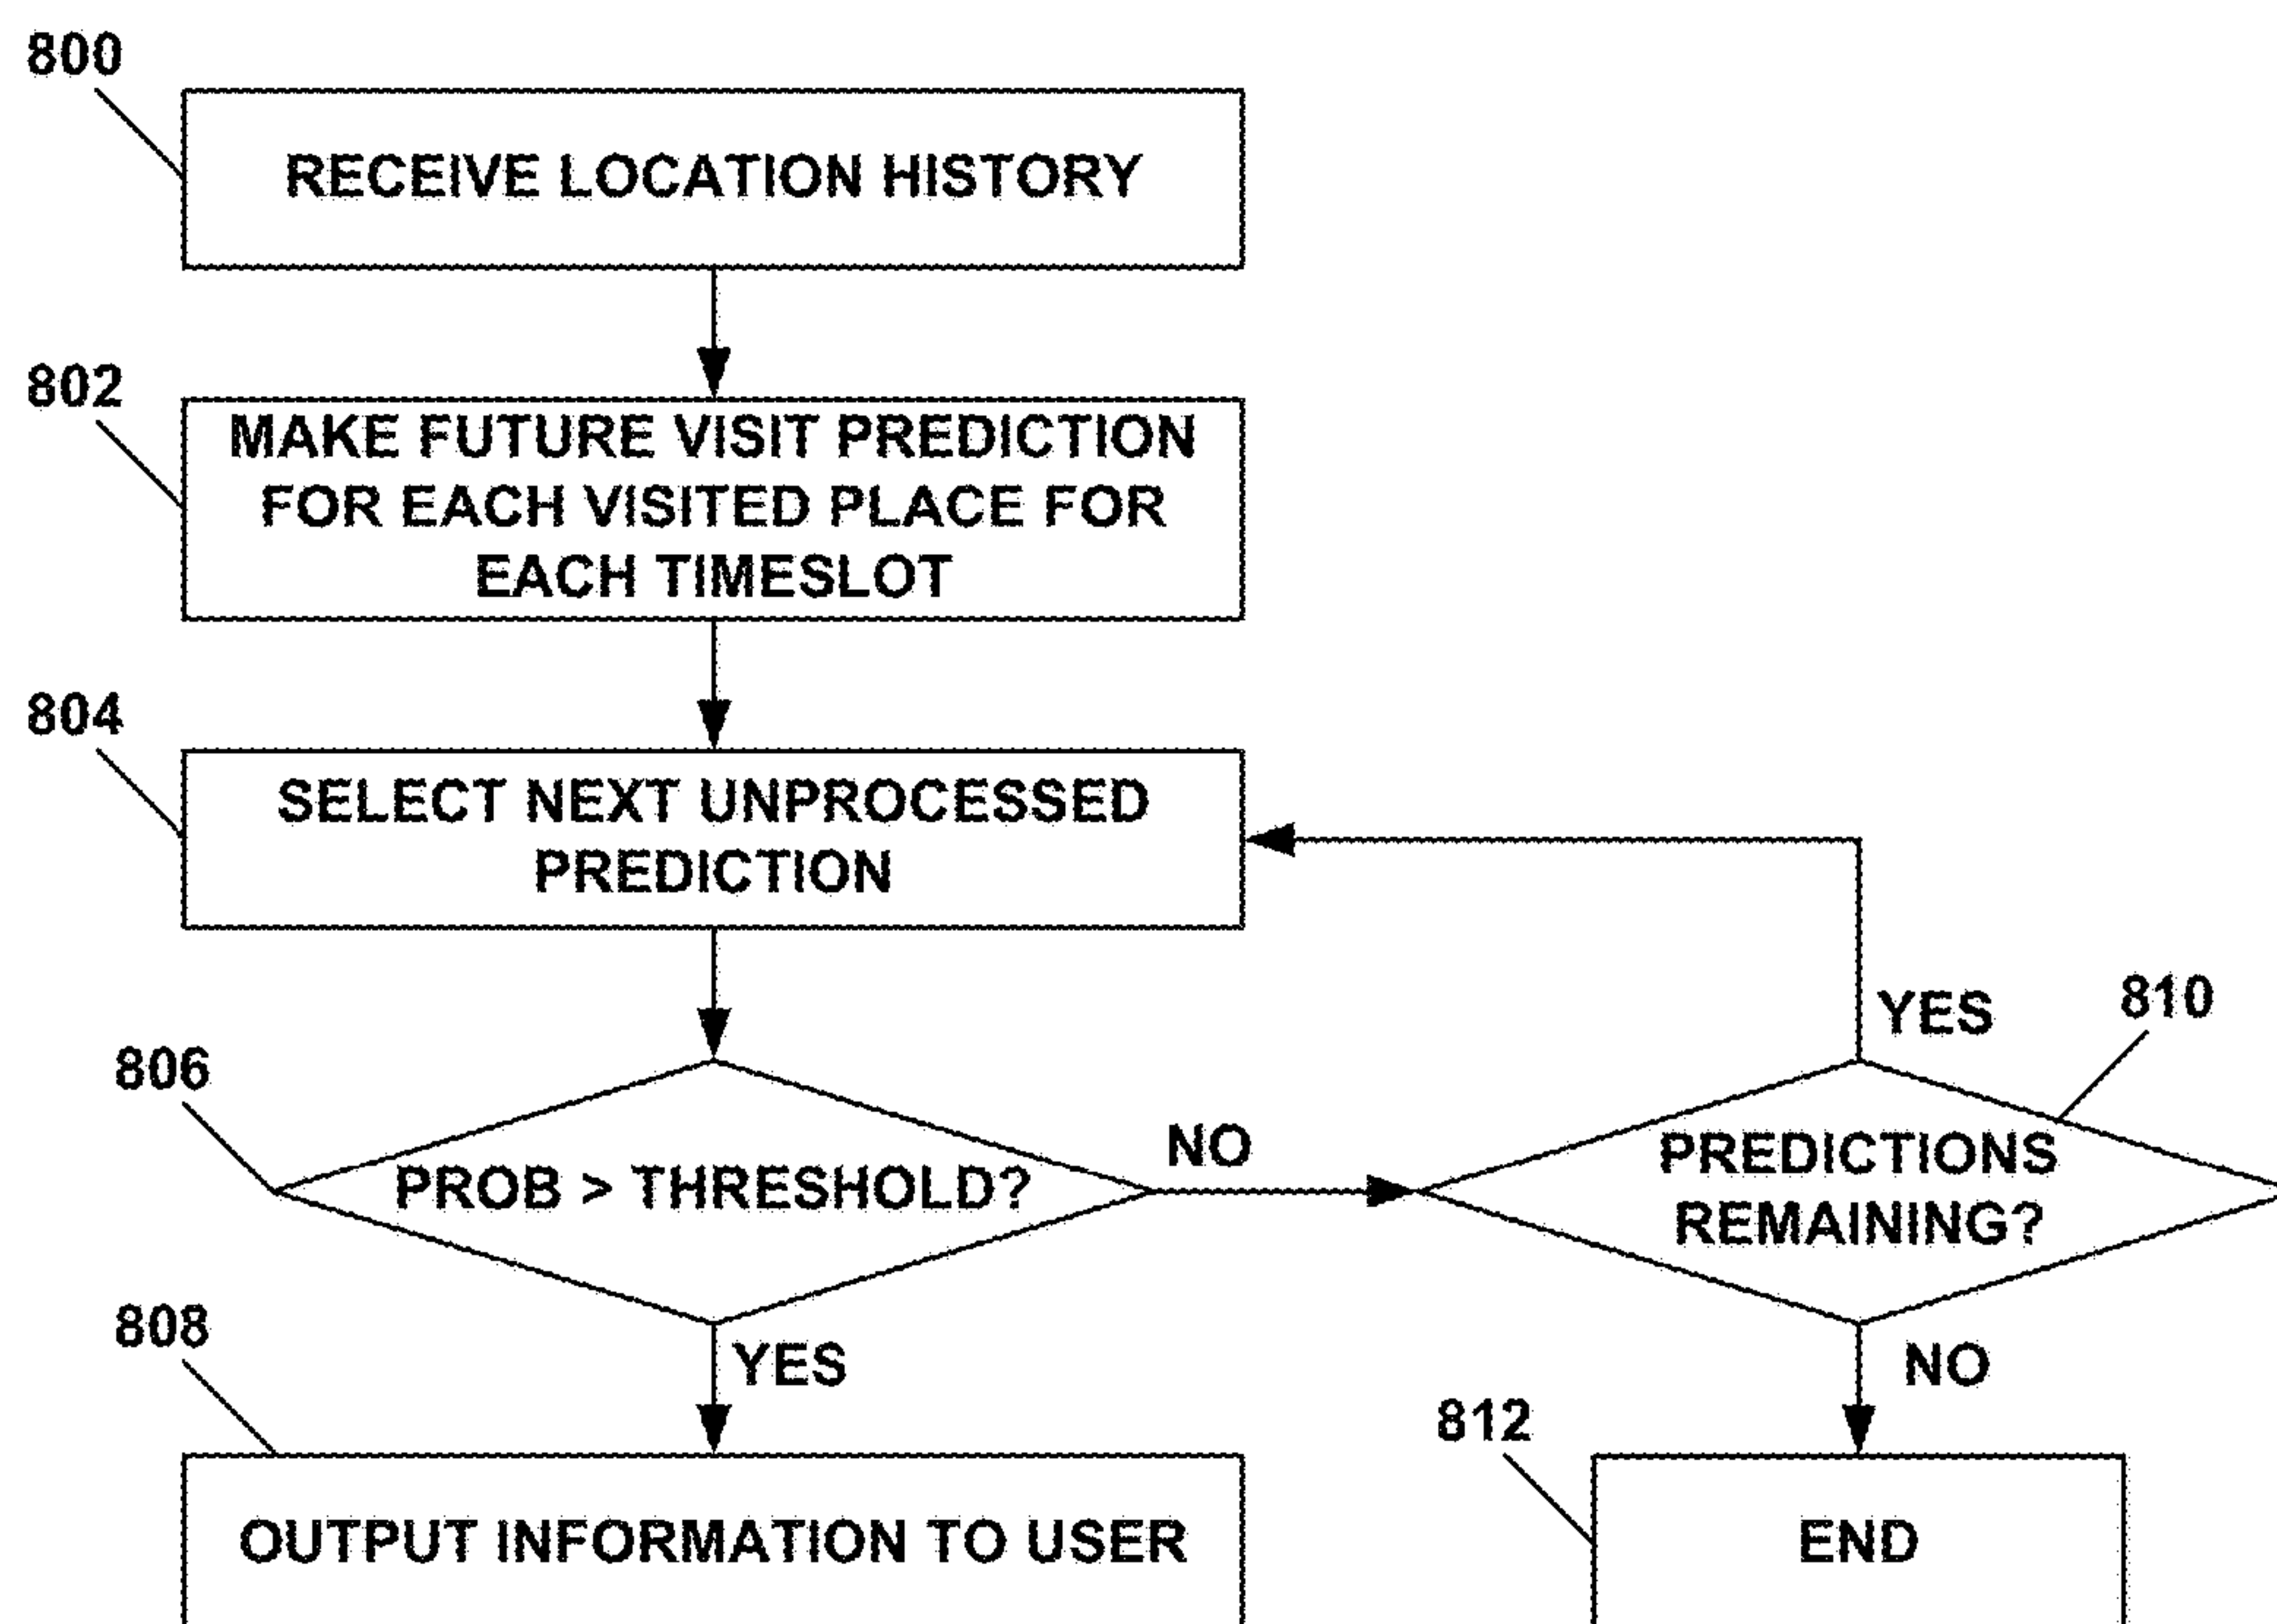 800
RECEIVE LOCATION HISTORY
802
MAKE FUTURE VISIT PREDICTION
FOR EACH VISITED PLACE FOR
EACH TIMESLOT
804
SELECT NEXT UNPROCESSED
PREDICTION
806
PROB > THRESHOLD?
NO
YES
810
PREDICTIONS
REMAINING?
808
YES
OUTPUT INFORMATION TO USER
NO
812
END